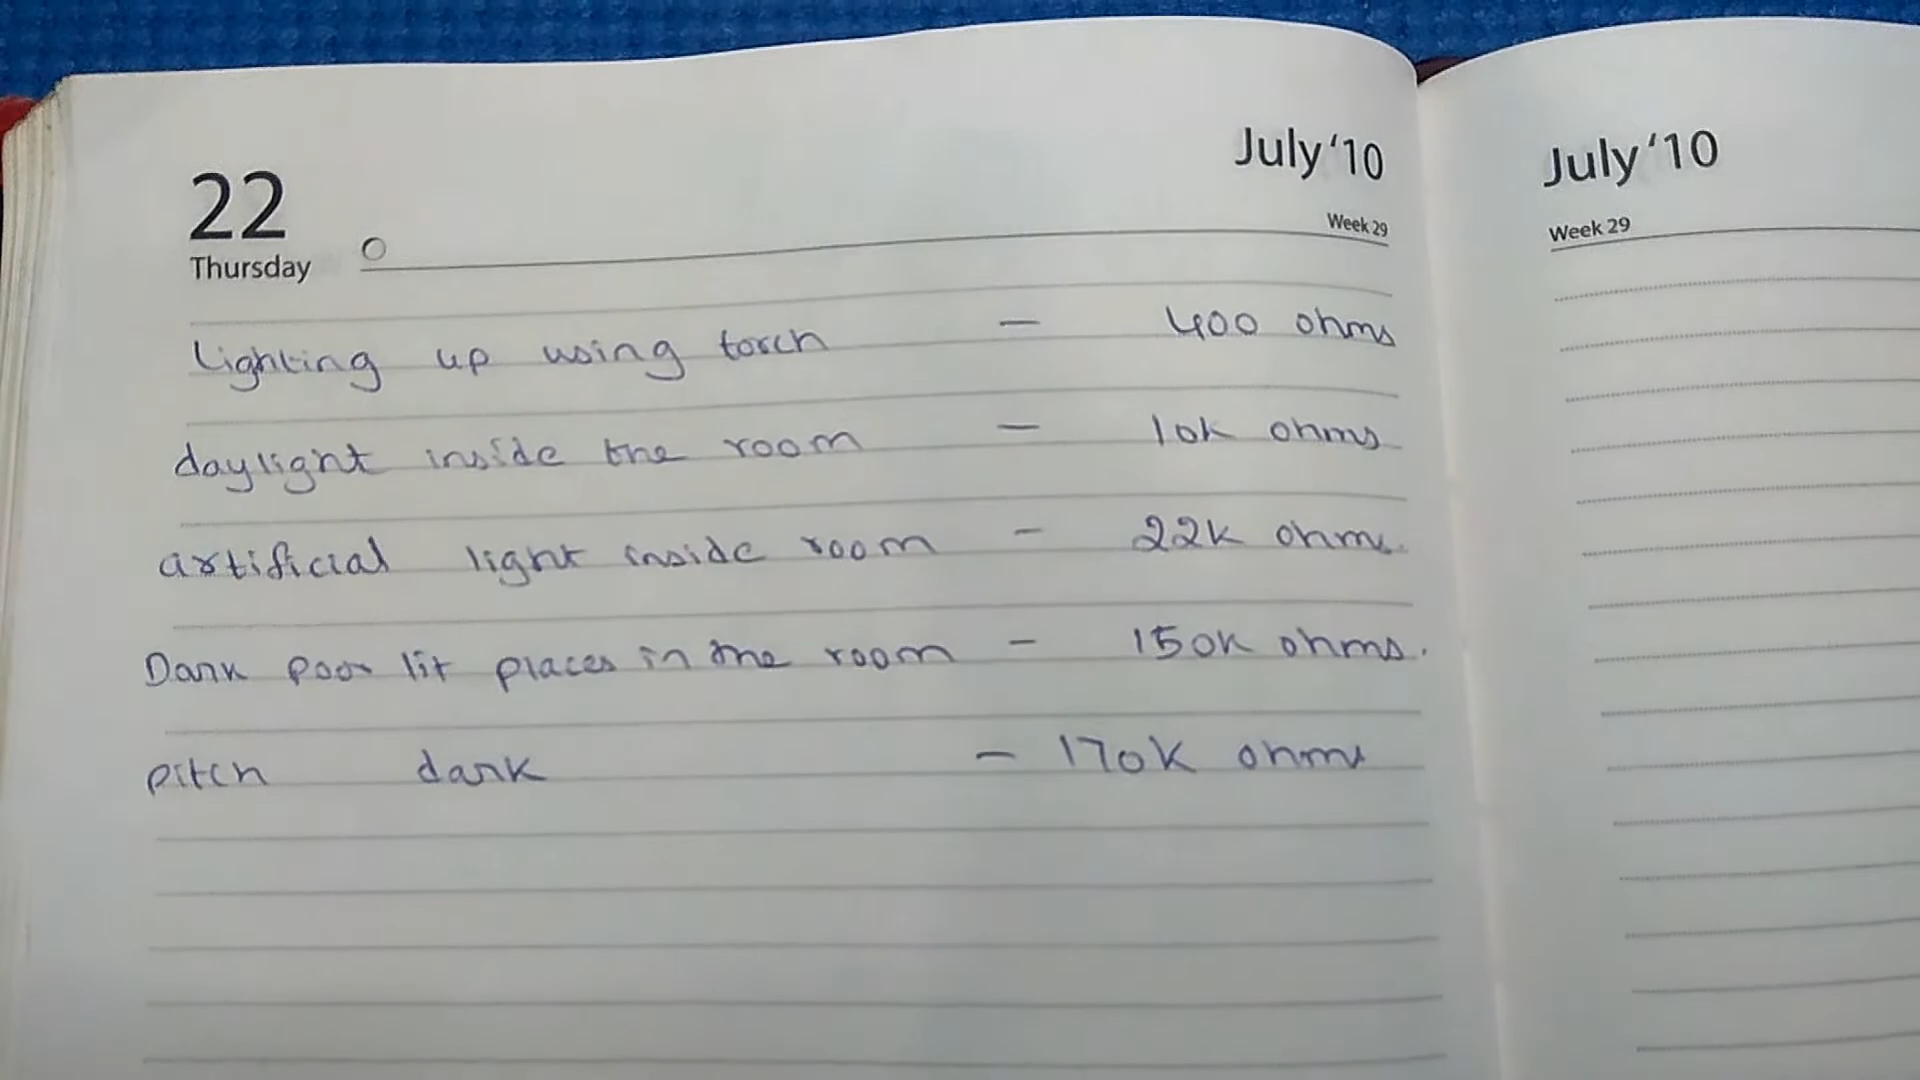 July '10
22
Week 29
Thursday
Lighting up using torch — 400 ohms
daylight inside the room — 10k ohms
artificial light inside room - 22k ohms.
Dark poor lit places in the room - 150k ohms.
pitch dark - 170k ohms
July '10
Week 29